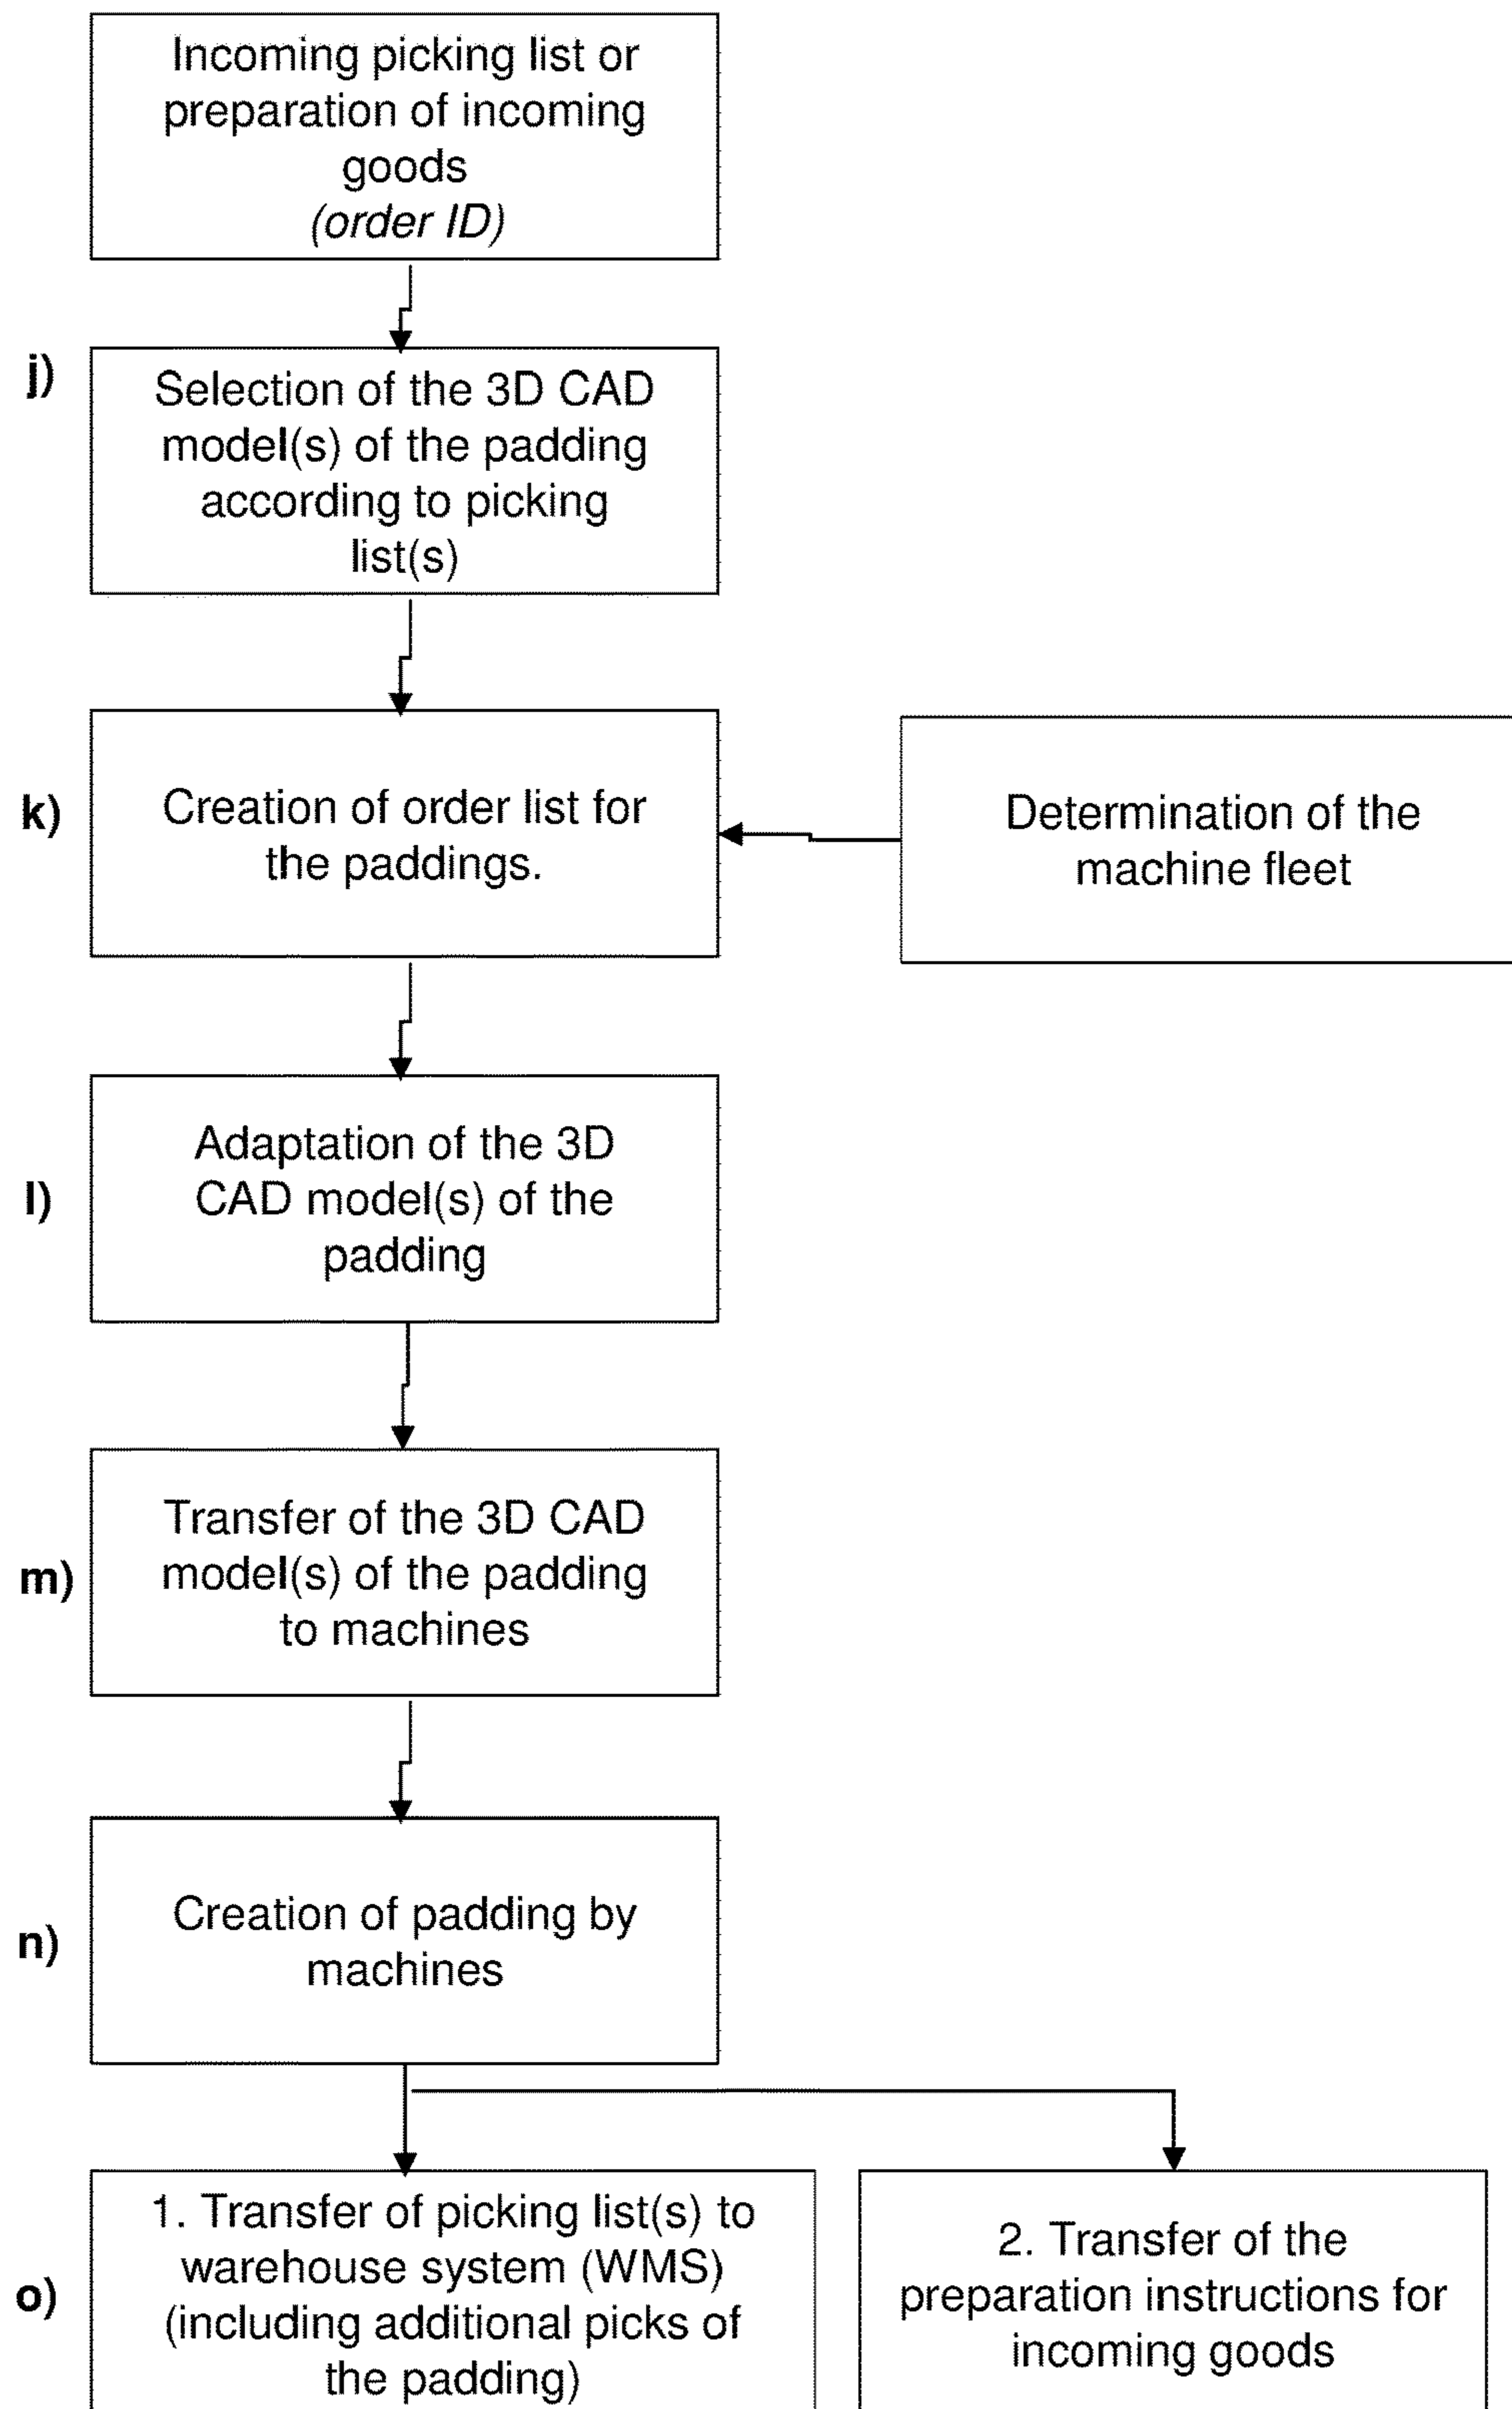 Incoming picking list or
preparation of incoming
goods
(order ID)
j)
Selection of the 3D CAD
model(s) of the padding
according to picking
list(s)
k)
Creation of order list for
the paddings.
Determination of the
machine fleet
l)
Adaptation of the 3D
CAD model(s) of the
padding
m)
Transfer of the 3D CAD
model(s) of the padding
to machines
n)
Creation of padding by
machines
o)
1. Transfer of picking list(s) to
warehouse system (WMS)
(including additional picks of
the padding)
2. Transfer of the
preparation instructions for
incoming goods